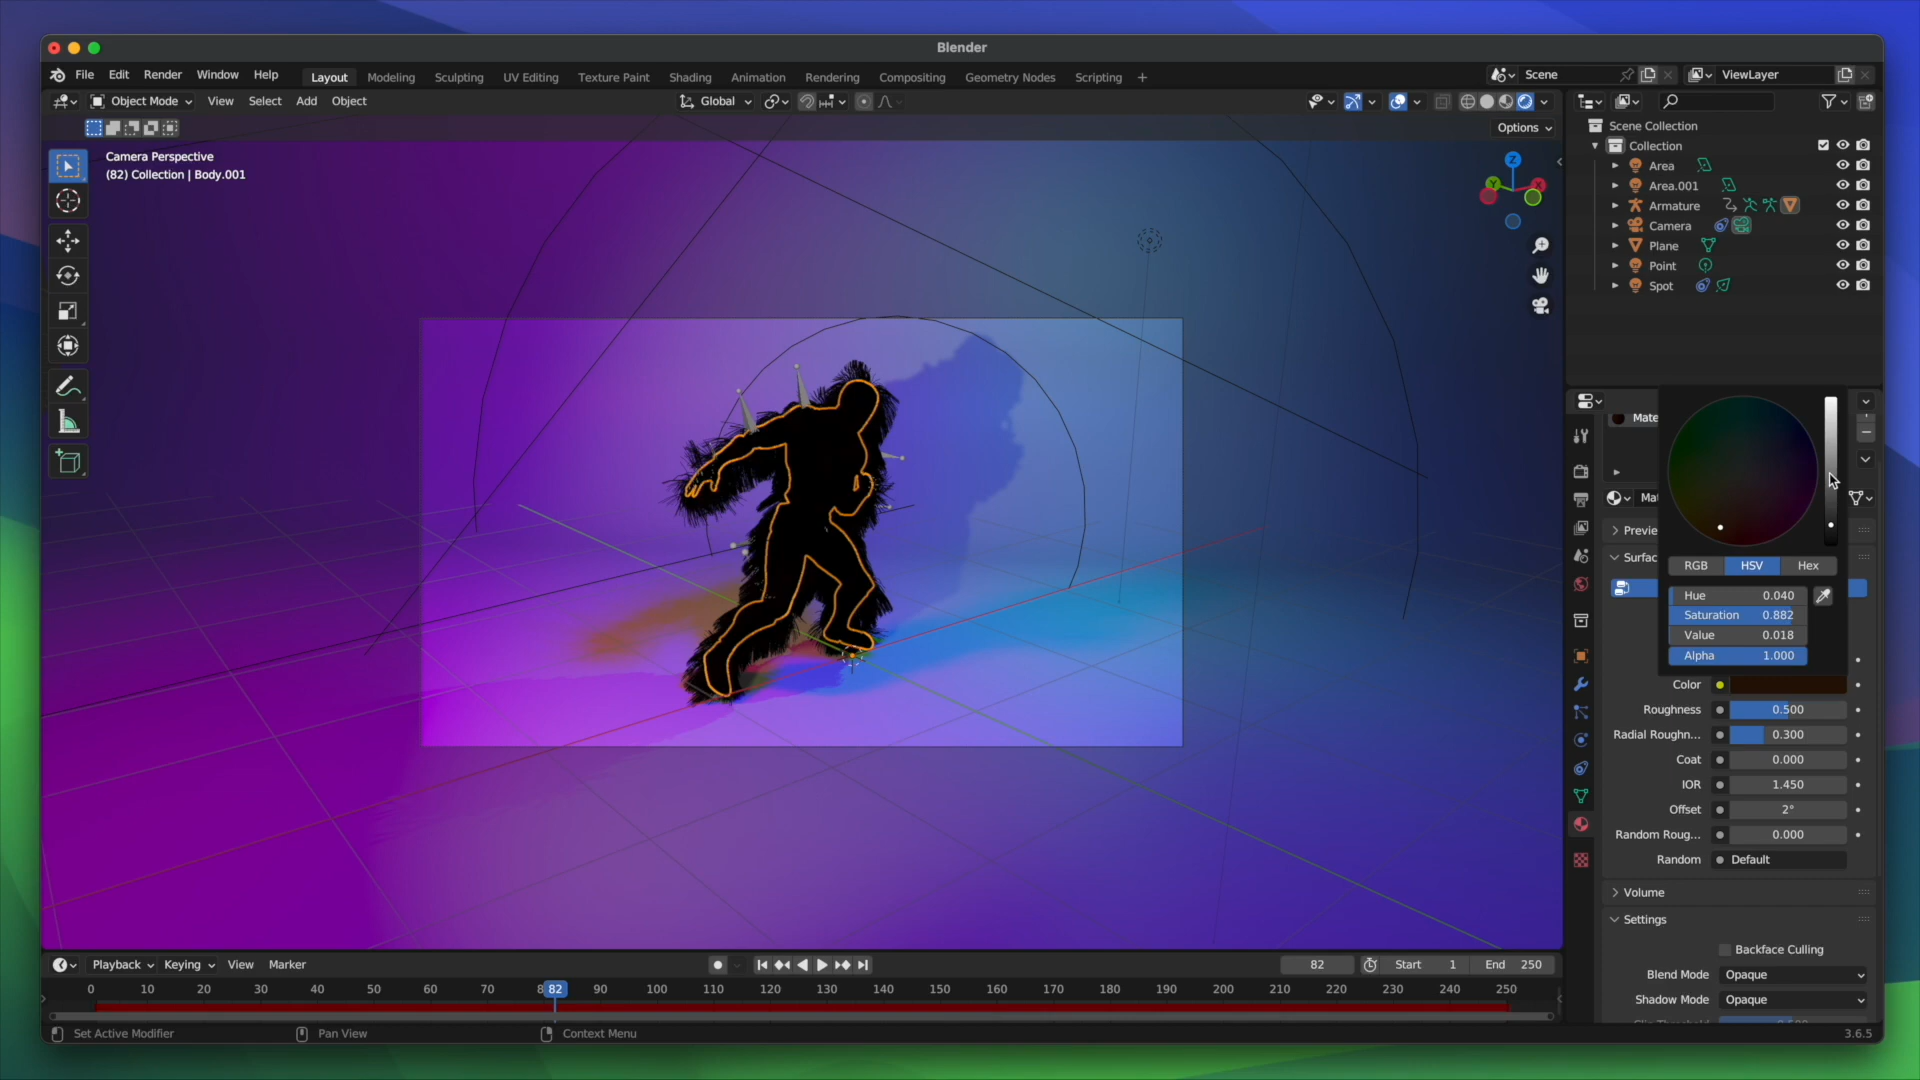 Blender
File Edit Render Window Help Layout Modeling Sculpting UV Editing Texture Paint Shading Animation Rendering Compositing Geometry Nodes Scripting + Scene ViewLayer
Object Mode View Select Add Object Global
Options
Camera Perspective
(82) Collection | Body.001
Z
Y
X
Scene Collection
Collection
Area
Area.001
Armature
Camera
Plane
Point
Spot
Mate
Mat
Previe
Surfac
RGB HSV Hex
Hue 0.040
Saturation 0.882
Value 0.018
Alpha 1.000
Color
Roughness 0.500
Radial Roughn... 0.300
Coat 0.000
IOR 1.450
Offset 2°
Random Roug... 0.000
Random Default
Volume
Settings
Backface Culling
Blend Mode Opaque
Shadow Mode Opaque
Playback Keying View Marker 82 Start 1 End 250
0 10 20 30 40 50 60 70 8 82 90 100 110 120 130 140 150 160 170 180 190 200 210 220 230 240 250
Set Active Modifier Pan View Context Menu 3.6.5